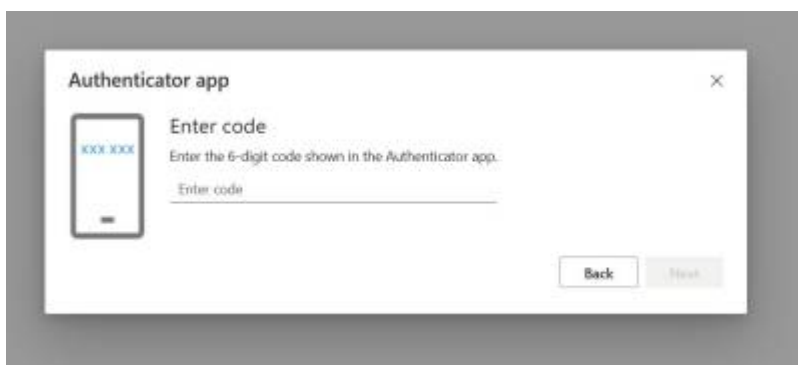 Authenticator app
xxx xxx
Enter code
Enter the 6-digit code shown in the Authenticator app.
Enter code
Back Next